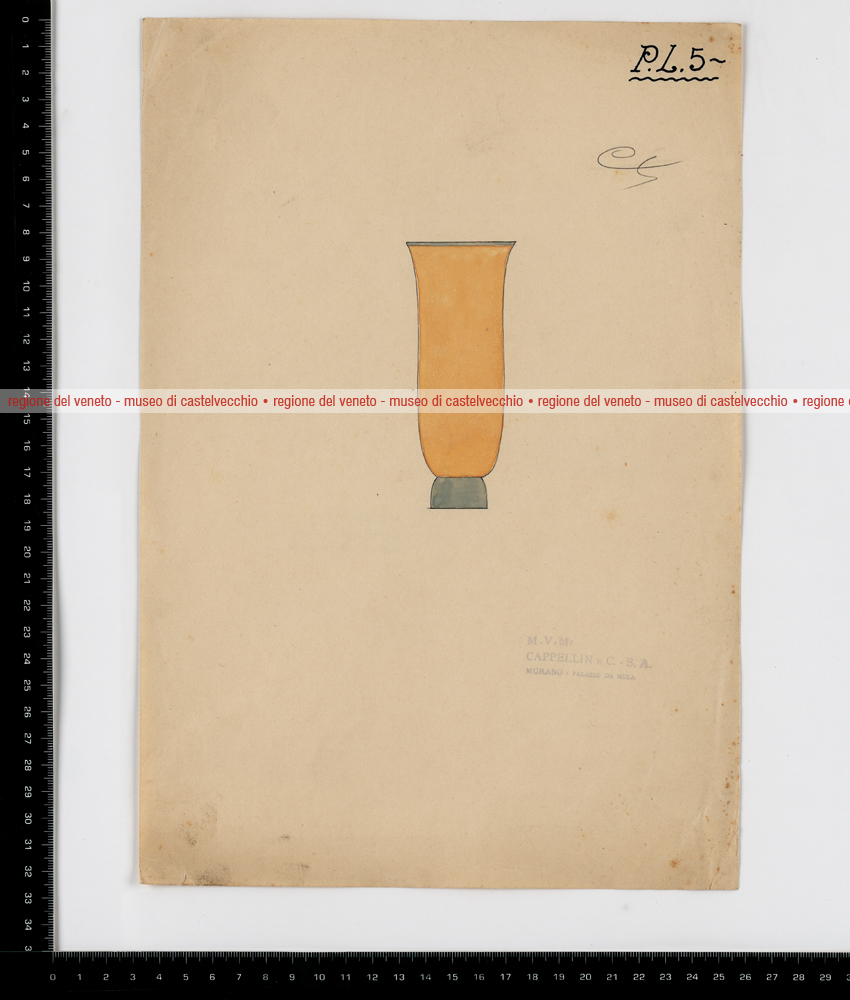 P.L.5~
regione del veneto - museo di castelvecchio • regione del veneto - museo di castelvecchio • regione del veneto - museo di castelvecchio • regione
M.V.M.
CAPPELLIN & C. - S. A.
MURANO - PALAZZO DA MULA
0 1 2 3 4 5 6 7 8 9 10 11 12 13 15 16 17 18 19 20 21 22 23 24 25 26 27 28 29 30 31 32 33 34
0 1 2 3 4 5 6 7 8 9 10 11 12 13 14 15 16 17 18 19 20 21 22 23 24 25 26 27 28 29